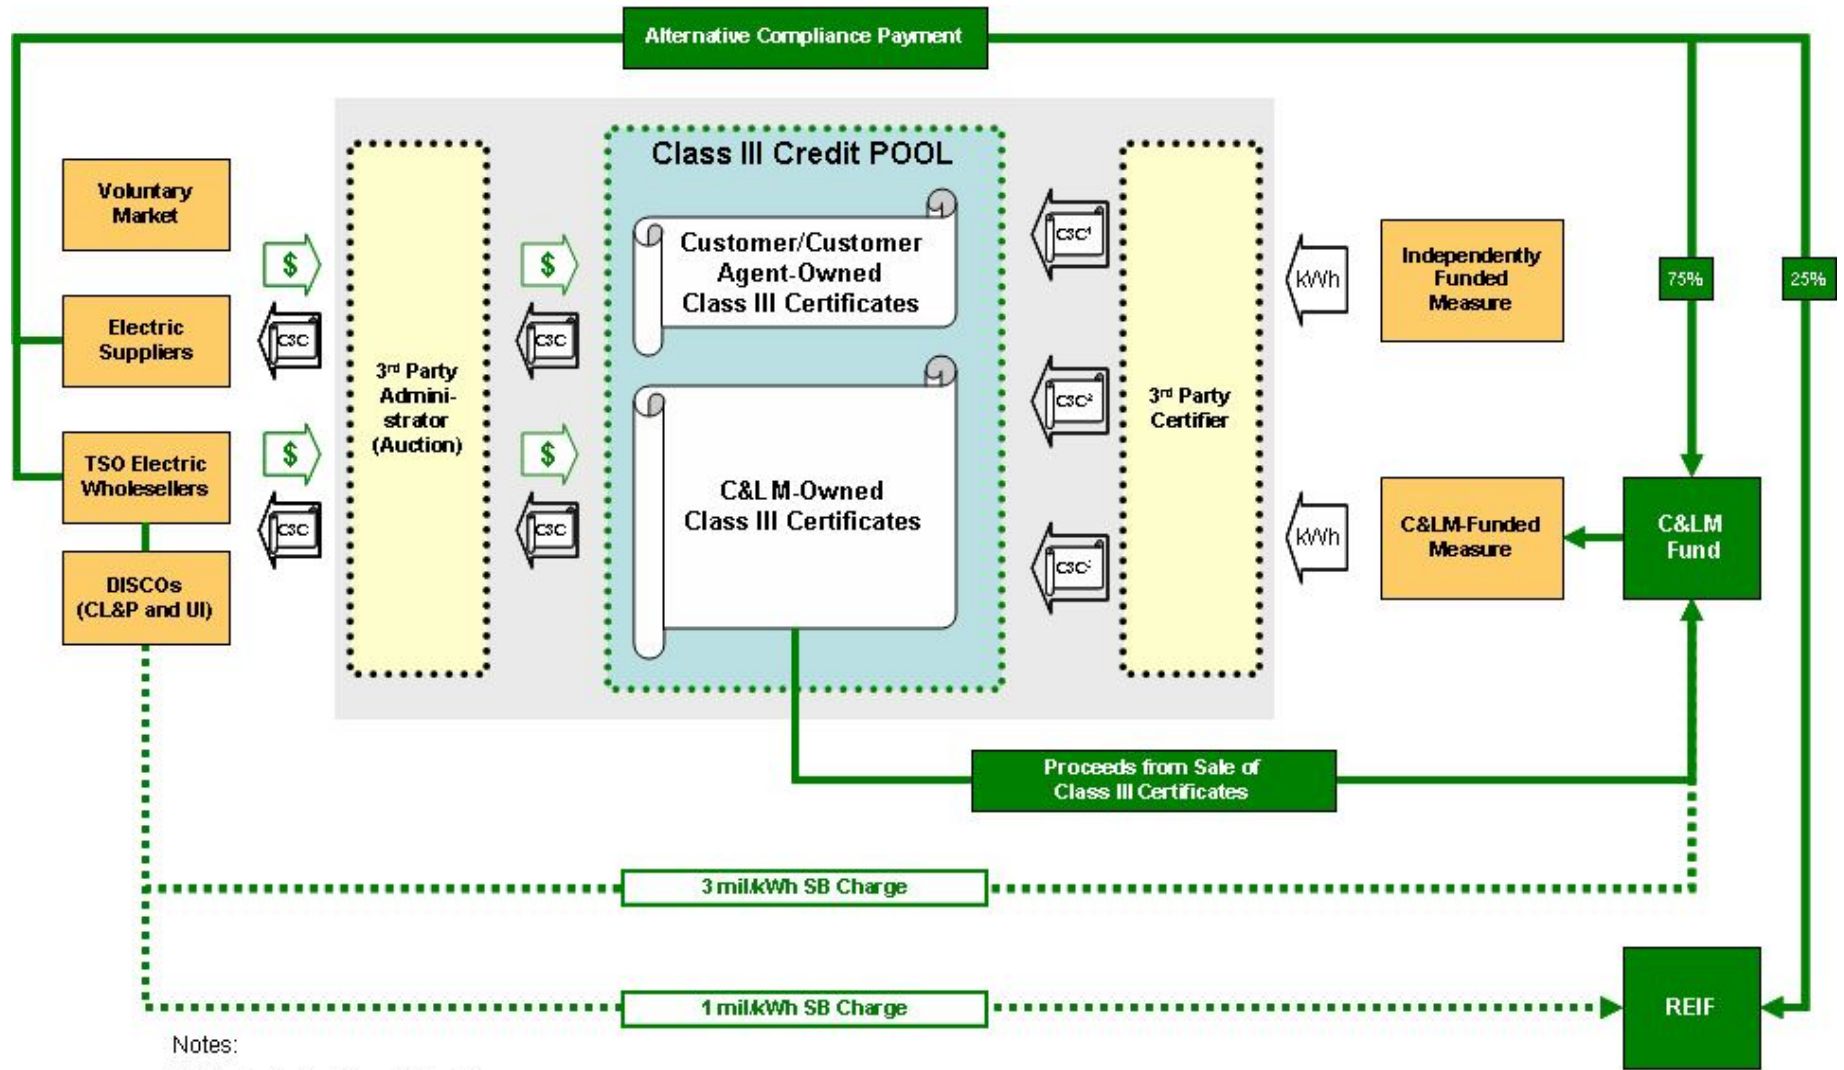 Alternative Compliance Payment
Class III Credit POOL
Voluntary
Market
Electric
Suppliers
TSO Electric
Wholesellers
DISCOs
(CL&P and UI)
$
CSC
$
CSC
3rd Party
Admini-
strator
(Auction)
$
CSC
$
CSC
Customer/Customer
Agent-Owned
Class III Certificates
C&LM-Owned
Class III Certificates
CSC¹
CSC²
3rd Party
Certifier
kWh
kWh
Independently
Funded
Measure
C&LM-Funded
Measure
75%
25%
C&LM
Fund
Proceeds from Sale of
Class III Certificates
3 mil/kWh SB Charge
1 mil/kWh SB Charge
REIF
Notes: